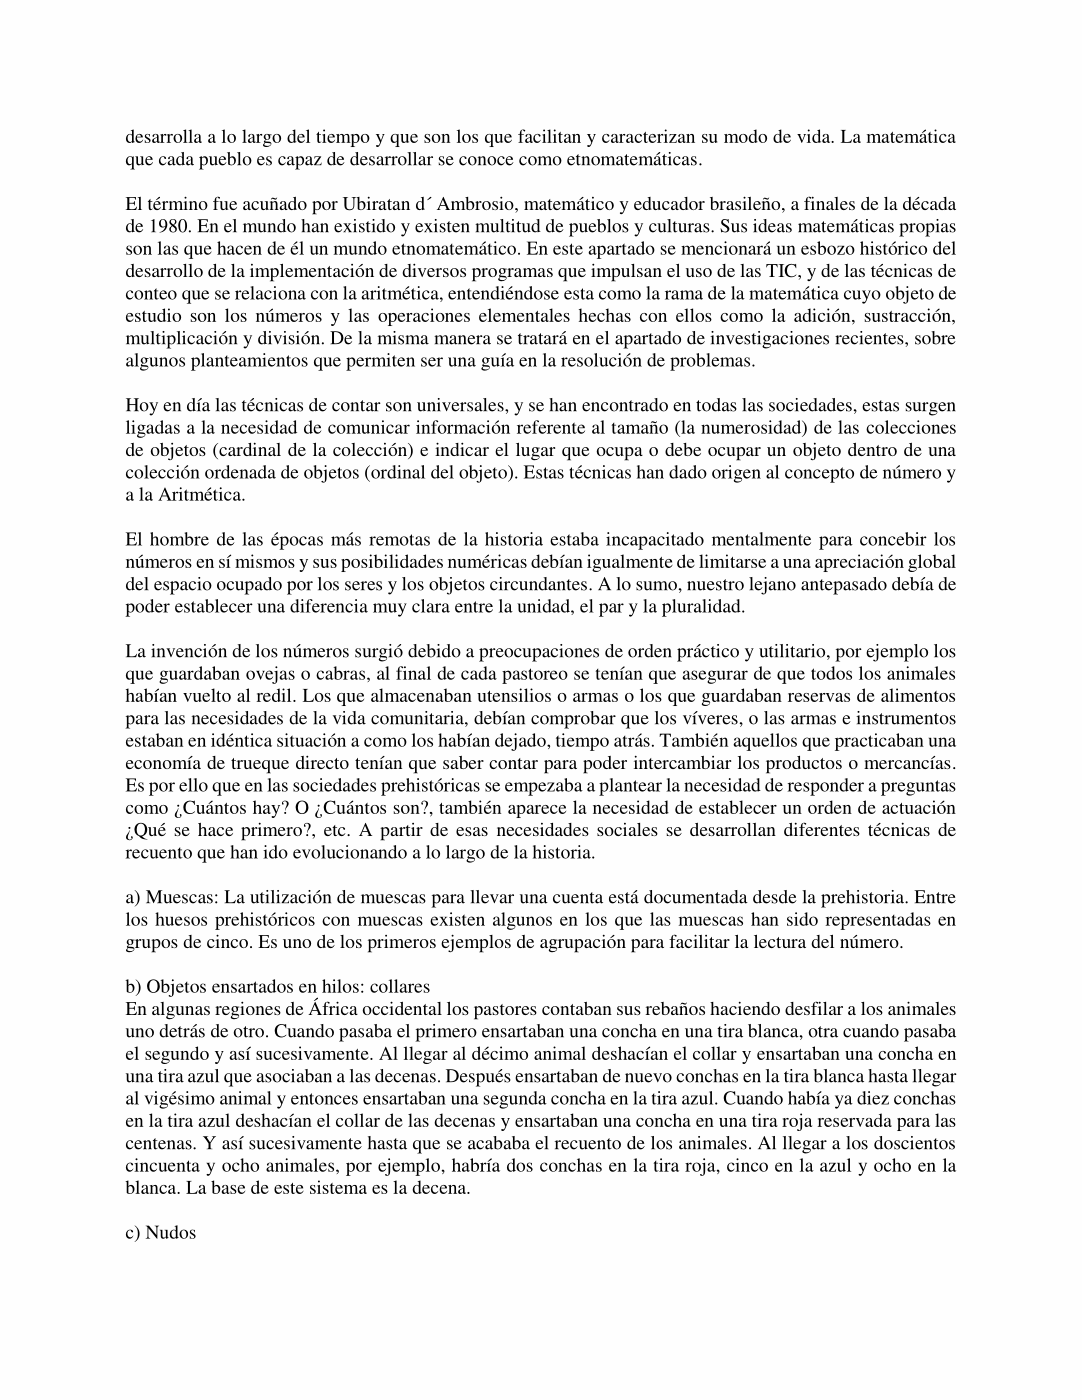 desarrolla a lo largo del tiempo y que son los que facilitan y caracterizan su modo de vida. La matemática
que cada pueblo es capaz de desarrollar se conoce como etnomatemáticas.
El término fue acuñado por Ubiratan d´ Ambrosio, matemático y educador brasileño, a finales de la década
de 1980. En el mundo han existido y existen multitud de pueblos y culturas. Sus ideas matemáticas propias
son las que hacen de él un mundo etnomatemático. En este apartado se mencionará un esbozo histórico del
desarrollo de la implementación de diversos programas que impulsan el uso de las TIC, y de las técnicas de
conteo que se relaciona con la aritmética, entendiéndose esta como la rama de la matemática cuyo objeto de
estudio son los números y las operaciones elementales hechas con ellos como la adición, sustracción,
multiplicación y división. De la misma manera se tratará en el apartado de investigaciones recientes, sobre
algunos planteamientos que permiten ser una guía en la resolución de problemas.
Hoy en día las técnicas de contar son universales, y se han encontrado en todas las sociedades, estas surgen
ligadas a la necesidad de comunicar información referente al tamaño (la numerosidad) de las colecciones
de objetos (cardinal de la colección) e indicar el lugar que ocupa o debe ocupar un objeto dentro de una
colección ordenada de objetos (ordinal del objeto). Estas técnicas han dado origen al concepto de número y
a la Aritmética.
El hombre de las épocas más remotas de la historia estaba incapacitado mentalmente para concebir los
números en sí mismos y sus posibilidades numéricas debían igualmente de limitarse a una apreciación global
del espacio ocupado por los seres y los objetos circundantes. A lo sumo, nuestro lejano antepasado debía de
poder establecer una diferencia muy clara entre la unidad, el par y la pluralidad.
La invención de los números surgió debido a preocupaciones de orden práctico y utilitario, por ejemplo los
que guardaban ovejas o cabras, al final de cada pastoreo se tenían que asegurar de que todos los animales
habían vuelto al redil. Los que almacenaban utensilios o armas o los que guardaban reservas de alimentos
para las necesidades de la vida comunitaria, debían comprobar que los víveres, o las armas e instrumentos
estaban en idéntica situación a como los habían dejado, tiempo atrás. También aquellos que practicaban una
economía de trueque directo tenían que saber contar para poder intercambiar los productos o mercancías.
Es por ello que en las sociedades prehistóricas se empezaba a plantear la necesidad de responder a preguntas
como ¿Cuántos hay? O ¿Cuántos son?, también aparece la necesidad de establecer un orden de actuación
¿Qué se hace primero?, etc. A partir de esas necesidades sociales se desarrollan diferentes técnicas de
recuento que han ido evolucionando a lo largo de la historia.
a) Muescas: La utilización de muescas para llevar una cuenta está documentada desde la prehistoria. Entre
los huesos prehistóricos con muescas existen algunos en los que las muescas han sido representadas en
grupos de cinco. Es uno de los primeros ejemplos de agrupación para facilitar la lectura del número.
b) Objetos ensartados en hilos: collares
En algunas regiones de África occidental los pastores contaban sus rebaños haciendo desfilar a los animales
uno detrás de otro. Cuando pasaba el primero ensartaban una concha en una tira blanca, otra cuando pasaba
el segundo y así sucesivamente. Al llegar al décimo animal deshacían el collar y ensartaban una concha en
una tira azul que asociaban a las decenas. Después ensartaban de nuevo conchas en la tira blanca hasta llegar
al vigésimo animal y entonces ensartaban una segunda concha en la tira azul. Cuando había ya diez conchas
en la tira azul deshacían el collar de las decenas y ensartaban una concha en una tira roja reservada para las
centenas. Y así sucesivamente hasta que se acababa el recuento de los animales. Al llegar a los doscientos
cincuenta y ocho animales, por ejemplo, habría dos conchas en la tira roja, cinco en la azul y ocho en la
blanca. La base de este sistema es la decena.
c) Nudos